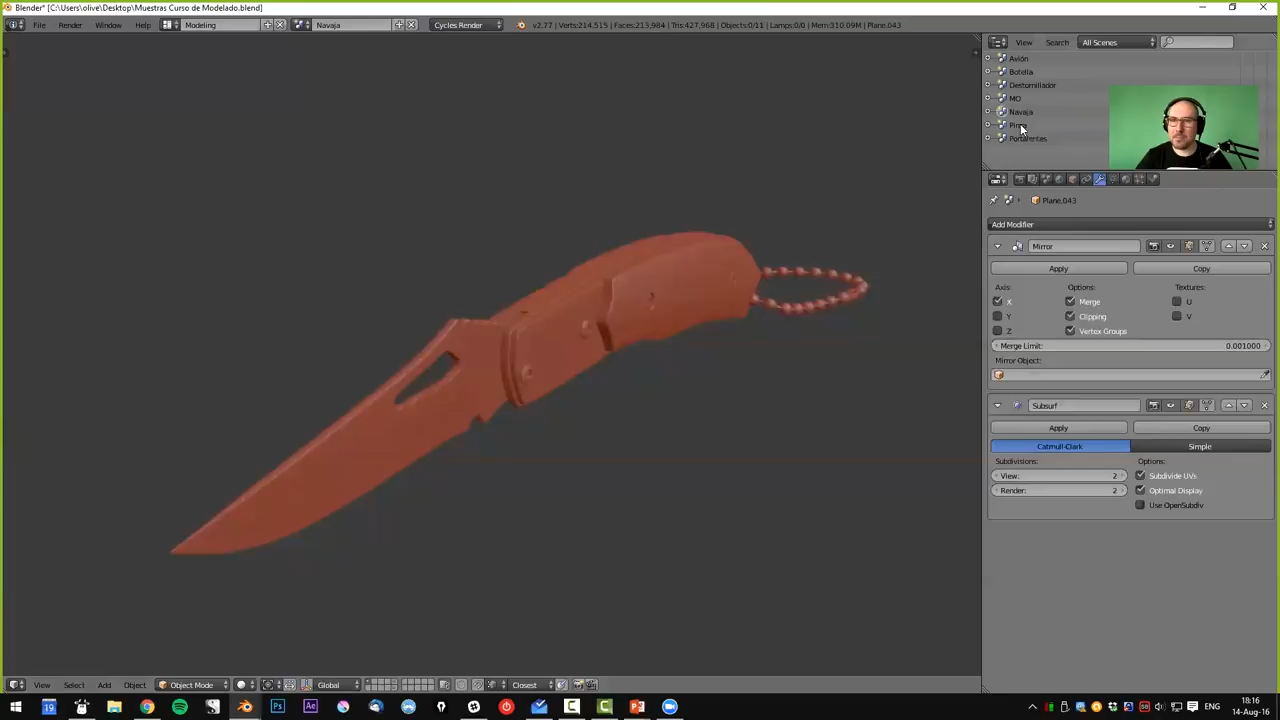 Blender* [C:\Users\olive\Desktop\Muestras Curso de Modelado.blend]
File Render Window Help Modeling Navaja Cycles Render v2.77 | Verts:214,515 | Faces:213,984 | Tris:427,968 | Objects:0/11 | Lamps:0/0 | Mem:310.09M | Plane.043
View Search All Scenes
Avión
Botella
Destornillador
MO
Navaja
Portalentes
Plane.043
Add Modifier
Mirror
Apply Copy
Axis: Options: Textures:
X Merge U
Y Clipping V
Z Vertex Groups
Merge Limit: 0.001000
Mirror Object:
Subsurf
Apply Copy
Catmull-Clark Simple
Subdivisions: Options:
View: 2 Subdivide UVs
Render: 2 Optimal Display
Use OpenSubdiv
View Select Add Object Object Mode Global Closest
19 Ps Ae ENG 18:16
14-Aug-16